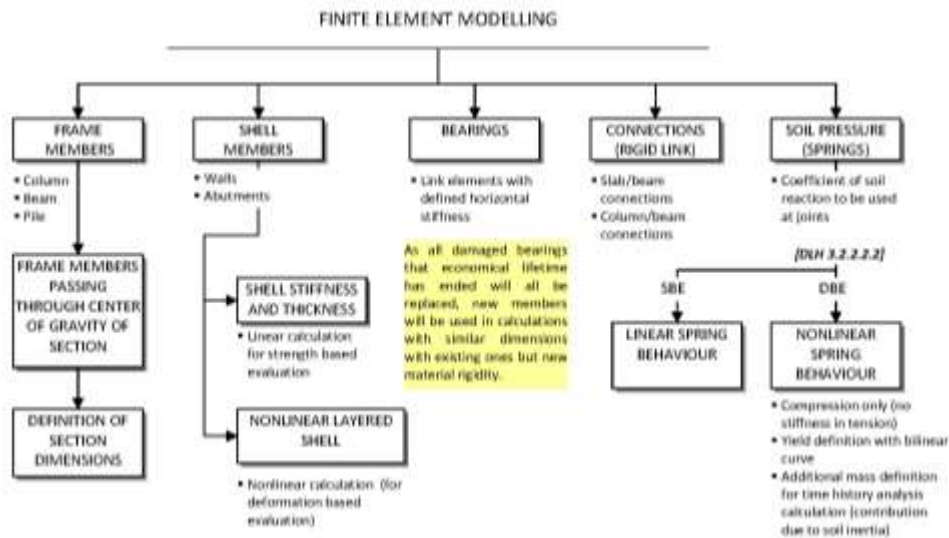 FINITE ELEMENT MODELLING
FRAME
MEMBERS
• Column
• Beam
• Pile
FRAME MEMBERS
PASSING
THROUGH CENTER
OF GRAVITY OF
SECTION
DEFINITION OF
SECTION
DIMENSIONS
SHELL
MEMBERS
• Walls
• Abutments
SHELL STIFFNESS
AND THICKNESS
• Linear calculation
for strength based
evaluation
NONLINEAR LAYERED
SHELL
• Nonlinear calculation (for
deformation based
evaluation)
BEARINGS
• Link elements with
defined horizontal
stiffness
As all damaged bearings
that economical lifetime
has ended will all be
replaced, new members
will be used in calculations
with similar dimensions
with existing ones but new
material rigidity.
CONNECTIONS
(RIGID LINK)
• Slab/beam
connections
• Column/beam
connections
SOIL PRESSURE
(SPRINGS)
• Coefficient of soil
reaction to be used
at joints
[DLH 3.2.2.2.2]
SBE
DBE
LINEAR SPRING
BEHAVIOUR
NONLINEAR
SPRING
BEHAVIOUR
• Compression only (no
stiffness in tension)
• Yield definition with bilinear
curve
• Additional mass definition
for time history analysis
calculation (contribution
due to soil inertia)